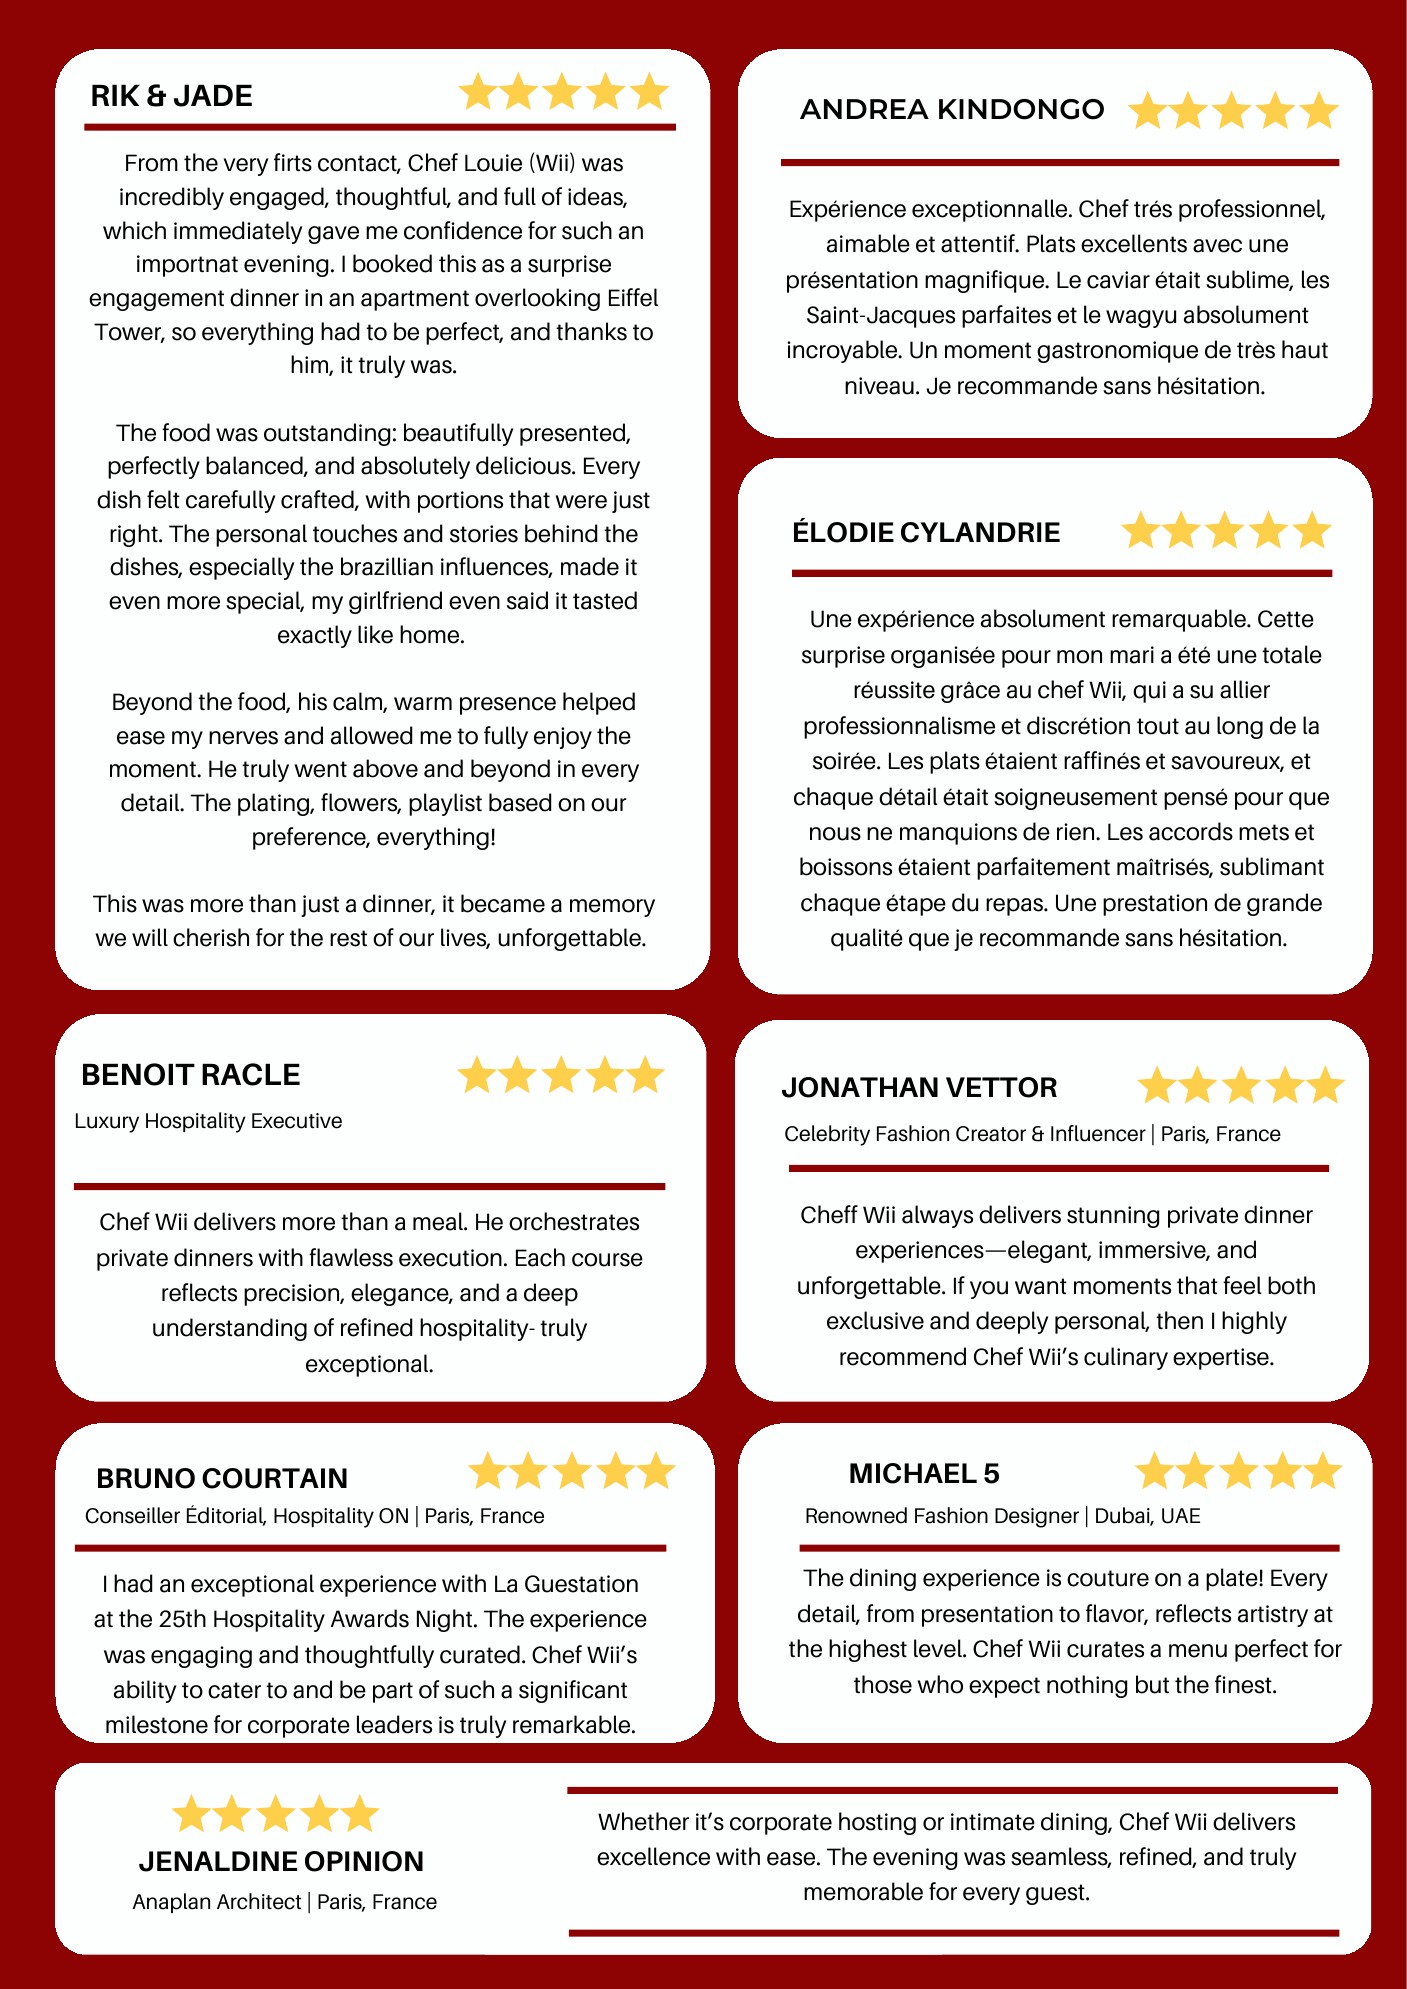 RIK & JADE
From the very firts contact, Chef Louie (Wii) was
incredibly engaged, thoughtful, and full of ideas,
which immediately gave me confidence for such an
importnat evening. I booked this as a surprise
engagement dinner in an apartment overlooking Eiffel
Tower, so everything had to be perfect, and thanks to
him, it truly was.
The food was outstanding: beautifully presented,
perfectly balanced, and absolutely delicious. Every
dish felt carefully crafted, with portions that were just
right. The personal touches and stories behind the
dishes, especially the brazillian influences, made it
even more special, my girlfriend even said it tasted
exactly like home.
Beyond the food, his calm, warm presence helped
ease my nerves and allowed me to fully enjoy the
moment. He truly went above and beyond in every
detail. The plating, flowers, playlist based on our
preference, everything!
This was more than just a dinner, it became a memory
we will cherish for the rest of our lives, unforgettable.
ANDREA KINDONGO
Expérience exceptionnalle. Chef trés professionnel,
aimable et attentif. Plats excellents avec une
présentation magnifique. Le caviar était sublime, les
Saint-Jacques parfaites et le wagyu absolument
incroyable. Un moment gastronomique de très haut
niveau. Je recommande sans hésitation.
ÉLODIE CYLANDRIE
Une expérience absolument remarquable. Cette
surprise organisée pour mon mari a été une totale
réussite grâce au chef Wii, qui a su allier
professionnalisme et discrétion tout au long de la
soirée. Les plats étaient raffinés et savoureux, et
chaque détail était soigneusement pensé pour que
nous ne manquions de rien. Les accords mets et
boissons étaient parfaitement maîtrisés, sublimant
chaque étape du repas. Une prestation de grande
qualité que je recommande sans hésitation.
BENOIT RACLE
Luxury Hospitality Executive
Chef Wii delivers more than a meal. He orchestrates
private dinners with flawless execution. Each course
reflects precision, elegance, and a deep
understanding of refined hospitality- truly
exceptional.
JONATHAN VETTOR
Celebrity Fashion Creator & Influencer | Paris, France
Cheff Wii always delivers stunning private dinner
experiences—elegant, immersive, and
unforgettable. If you want moments that feel both
exclusive and deeply personal, then I highly
recommend Chef Wii’s culinary expertise.
BRUNO COURTAIN
Conseiller Éditorial, Hospitality ON | Paris, France
I had an exceptional experience with La Guestation
at the 25th Hospitality Awards Night. The experience
was engaging and thoughtfully curated. Chef Wii’s
ability to cater to and be part of such a significant
milestone for corporate leaders is truly remarkable.
MICHAEL 5
Renowned Fashion Designer | Dubai, UAE
The dining experience is couture on a plate! Every
detail, from presentation to flavor, reflects artistry at
the highest level. Chef Wii curates a menu perfect for
those who expect nothing but the finest.
JENALDINE OPINION
Anaplan Architect | Paris, France
Whether it’s corporate hosting or intimate dining, Chef Wii delivers
excellence with ease. The evening was seamless, refined, and truly
memorable for every guest.